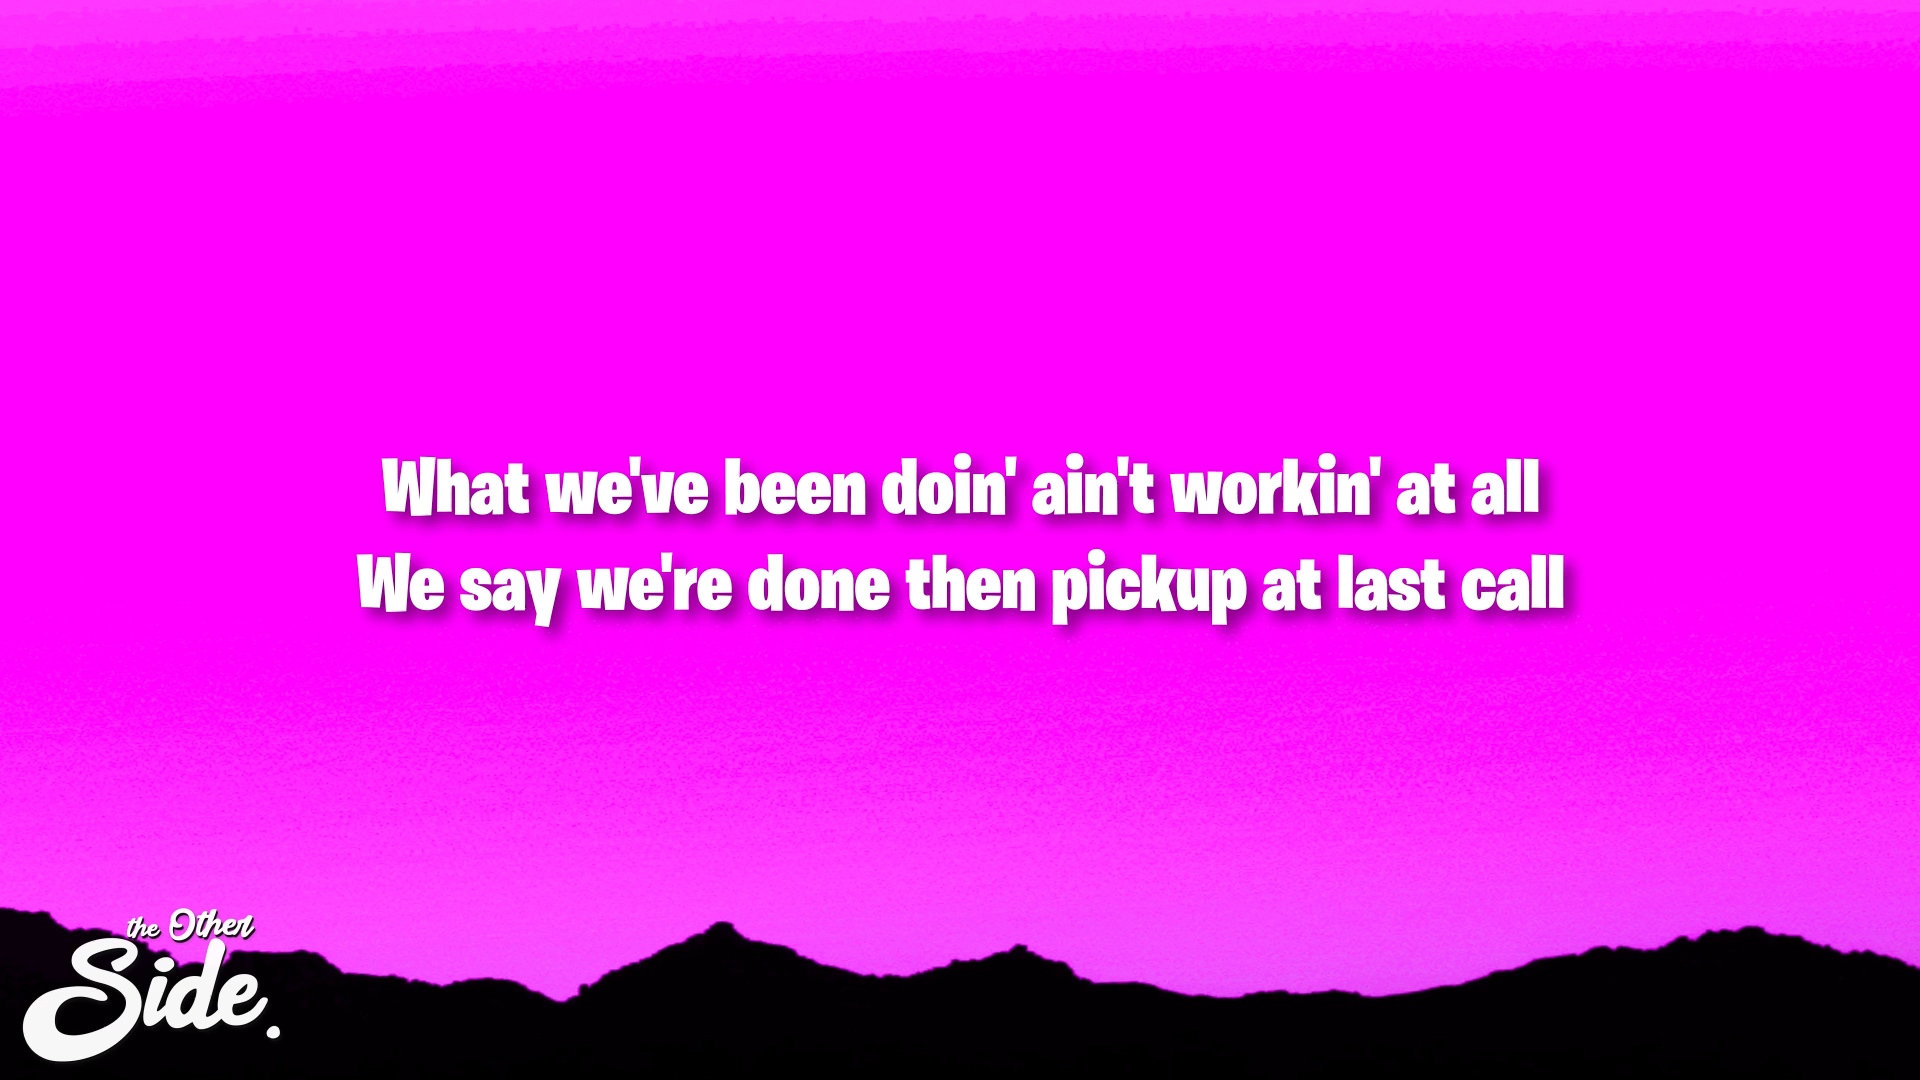 What we've been doin' ain't workin' at all
We say we're done then pickup at last call
the Other
Side.